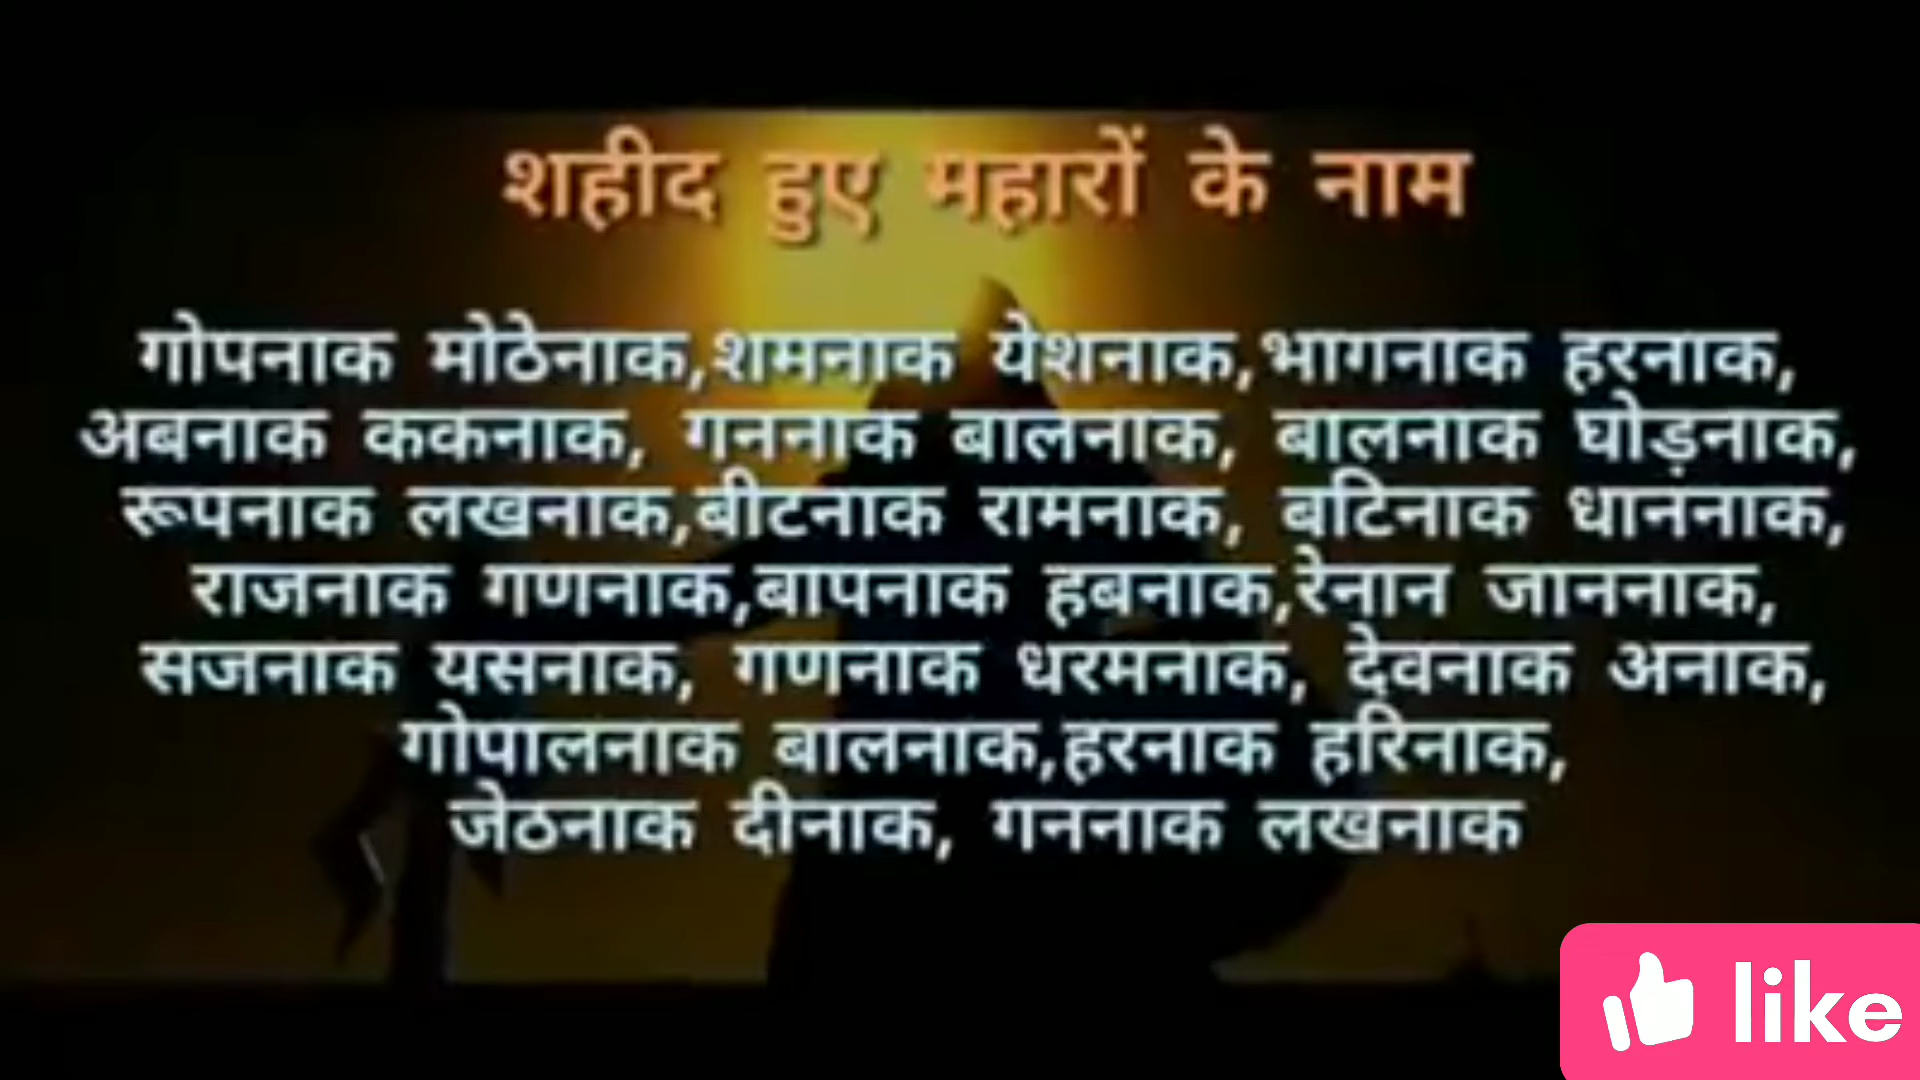 शहीद हुए महारों के नाम
गोपनाक मोठेनाक,शमनाक येशनाक,भागनाक हरनाक,
अबनाक ककनाक, गननाक बालनाक, बालनाक घोड़नाक,
रूपनाक लखनाक,बीटनाक रामनाक, बटिनाक धाननाक,
राजनाक गणनाक,बापनाक हबनाक,रेनान जाननाक,
सजनाक यसनाक, गणनाक धरमनाक, देवनाक अनाक,
गोपालनाक बालनाक,हरनाक हरिनाक,
जेठनाक दीनाक, गननाक लखनाक
like